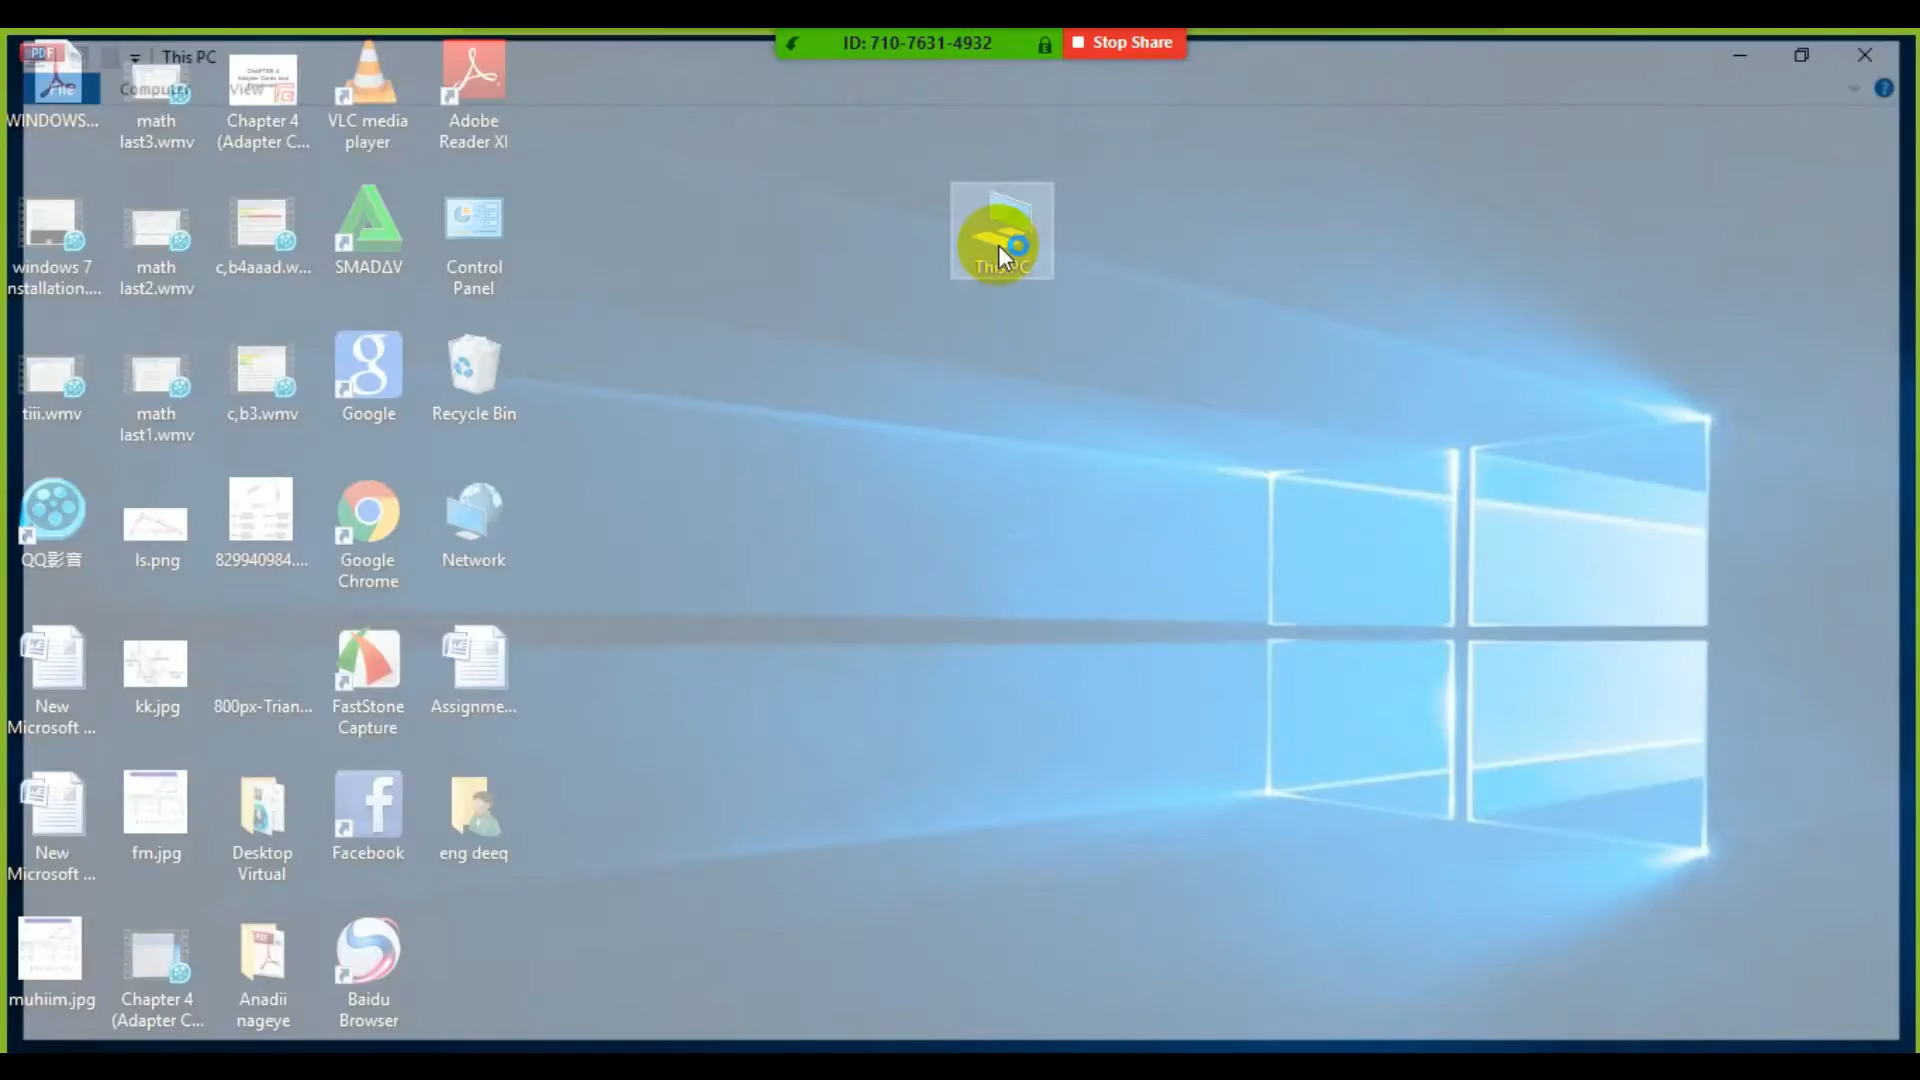 ID: 710-7631-4932
Stop Share
This PC
PDF
File
Computer
View
WINDOWS...
math
last3.wmv
CHAPTER 4
Chapter 4
(Adapter C...
VLC media
player
Adobe
Reader XI
windows 7
nstallation....
math
last2.wmv
c,b4aaad.w...
SMADΔV
Control
Panel
This PC
tiii.wmv
math
last1.wmv
c,b3.wmv
Google
Recycle Bin
QQ影音
ls.png
829940984....
Google
Chrome
Network
New
Microsoft ...
kk.jpg
800px-Trian...
FastStone
Capture
Assignme...
New
Microsoft ...
fm.jpg
Desktop
Virtual
Facebook
eng deeq
muhiim.jpg
Chapter 4
(Adapter C...
Anadii
nageye
Baidu
Browser